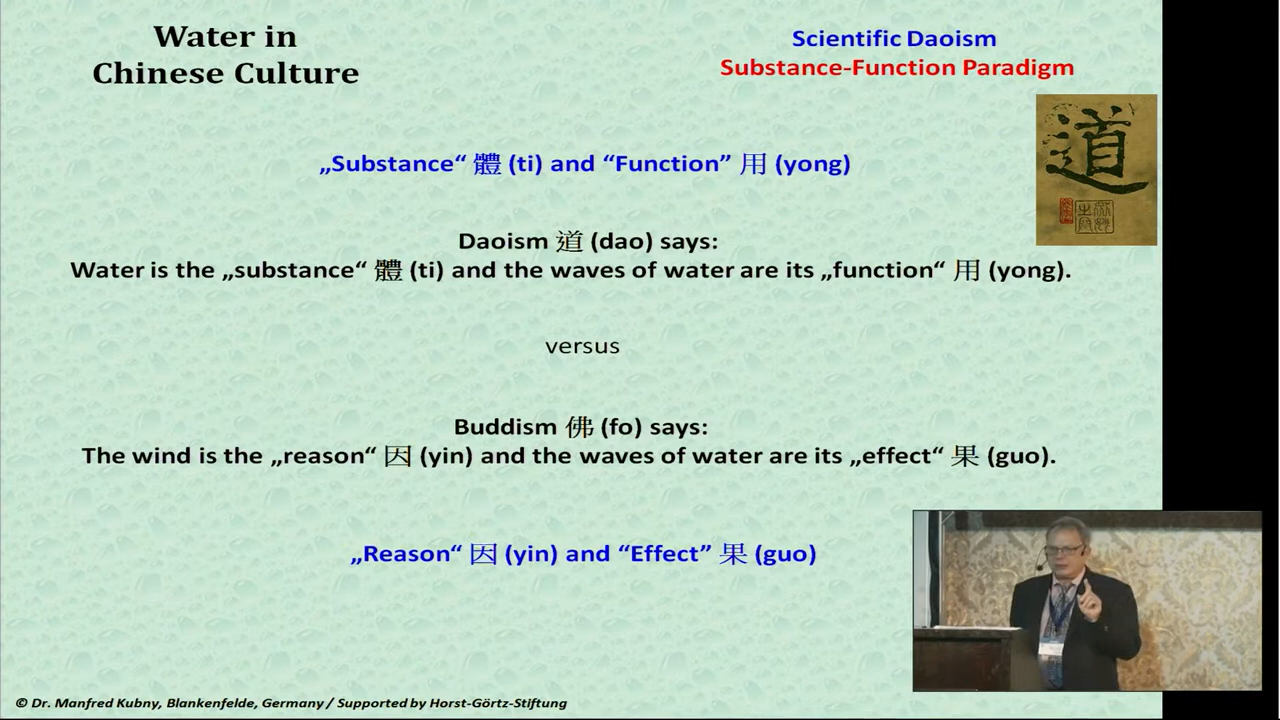 Water in
Chinese Culture
Scientific Daoism
Substance-Function Paradigm
道
„Substance“ 體 (ti) and “Function” 用 (yong)
Daoism 道 (dao) says:
Water is the „substance“ 體 (ti) and the waves of water are its „function“ 用 (yong).
versus
Buddism 佛 (fo) says:
The wind is the „reason“ 因 (yin) and the waves of water are its „effect“ 果 (guo).
„Reason“ 因 (yin) and “Effect” 果 (guo)
© Dr. Manfred Kubny, Blankenfelde, Germany / Supported by Horst-Görtz-Stiftung